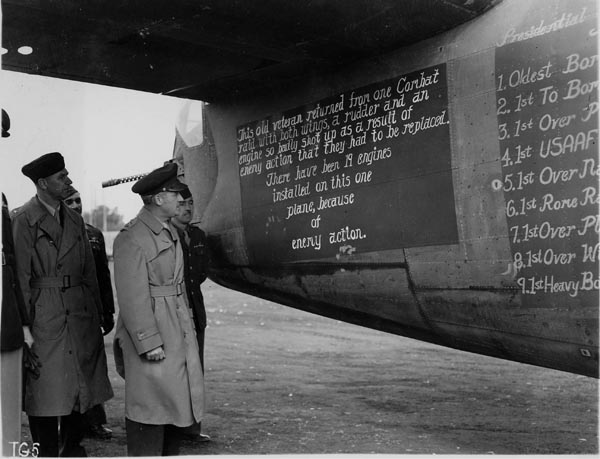 This old veteran returned from one Combat
raid with both wings, a rudder and an
engine so badly shot up as a result of
enemy action that they had to be replaced.
There have been 19 engines
installed on this one
plane, because
of
enemy action.
Presidential
1. Oldest
2. 1st To
3. 1st Over
4. 1st USAAF
5. 1st Over
6. 1st Rome
7. 1st Over
8. 1st Over
9. 1st Heavy
TG5